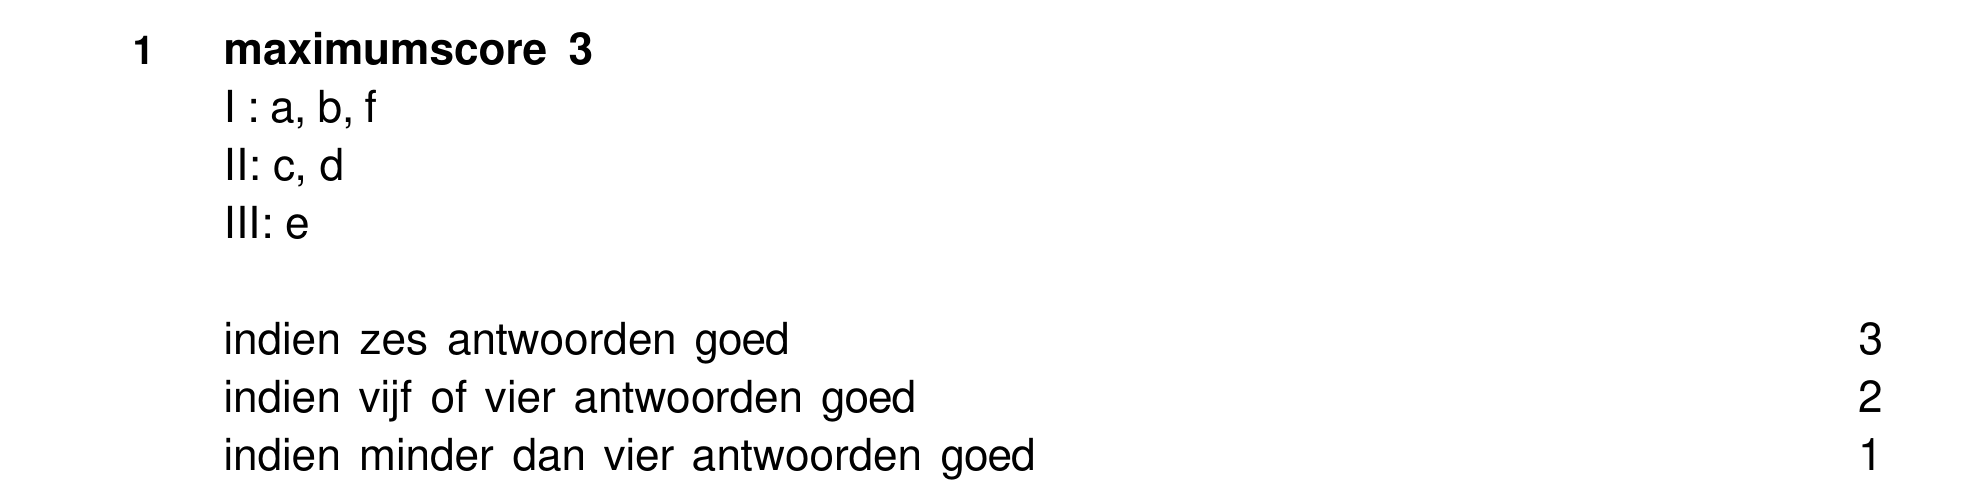 1 maximumscore 3
I : a, b, f
II: c, d
III: e
indien zes antwoorden goed 3
indien vijf of vier antwoorden goed 2
indien minder dan vier antwoorden goed 1